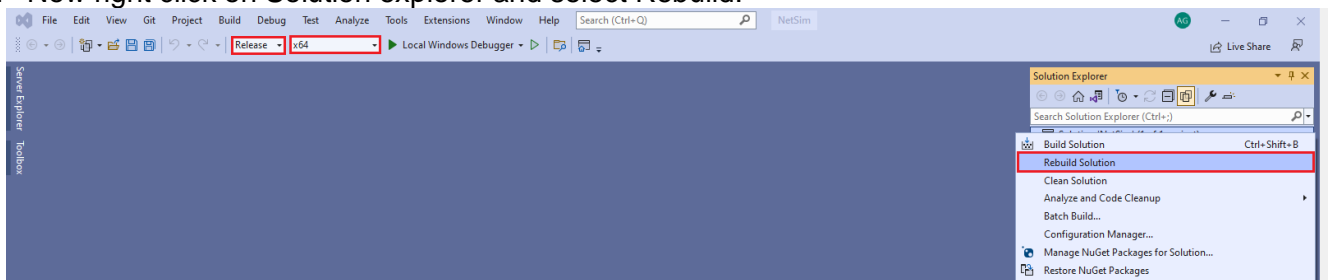 Now right click on Solution explorer and select Rebuild.
File Edit View Git Project Build Debug Test Analyze Tools Extensions Window Help Search (Ctrl+Q) NetSim AG
Release x64 Local Windows Debugger Live Share
Server Explorer
Toolbox
Solution Explorer
Search Solution Explorer (Ctrl+;)
Build Solution Ctrl+Shift+B
Rebuild Solution
Clean Solution
Analyze and Code Cleanup
Batch Build...
Configuration Manager...
Manage NuGet Packages for Solution...
Restore NuGet Packages